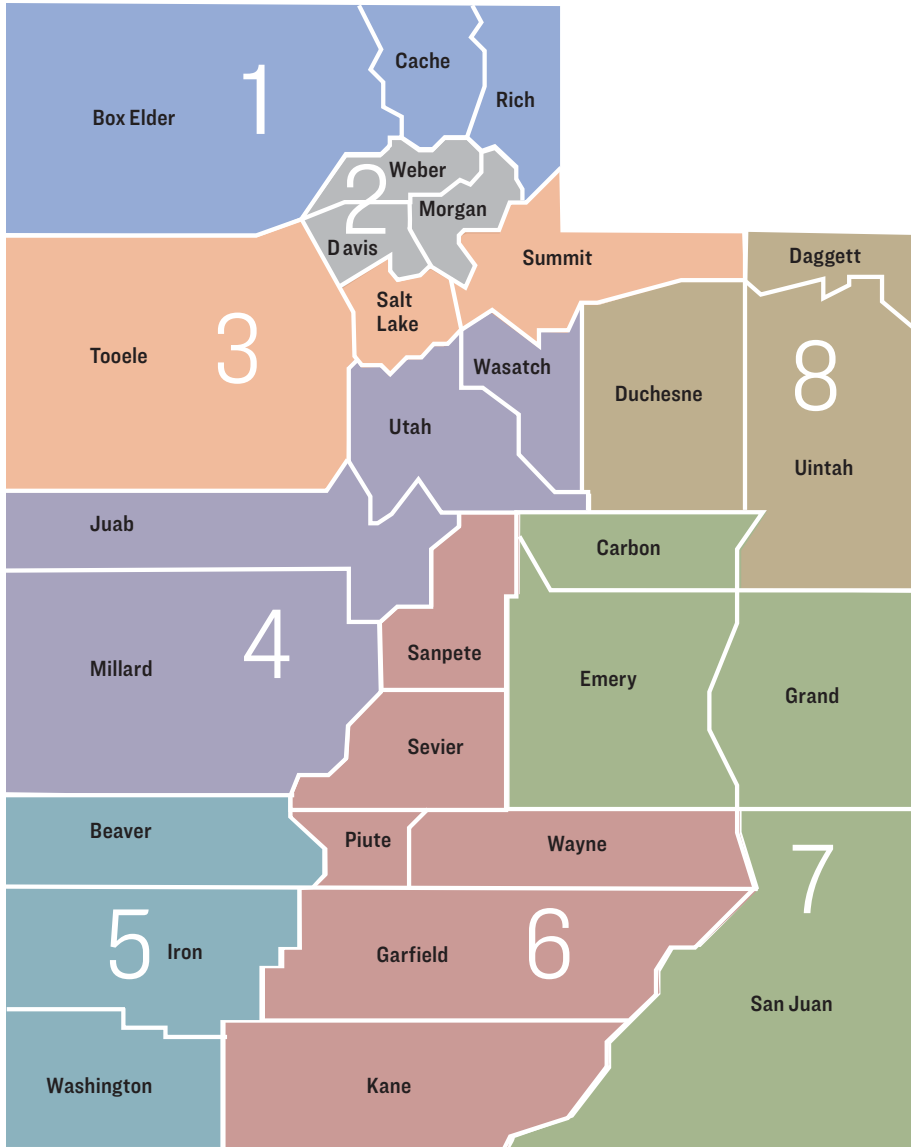 Cache
1
Rich
Box Elder
Weber
2
Morgan
Davis
Summit
Daggett
Salt
Lake
Tooele
3
Wasatch
8
Duchesne
Utah
Uintah
Juab
Carbon
4
Sanpete
Millard
Emery
Grand
Sevier
Beaver
Piute
Wayne
7
5
Iron
Garfield
6
San Juan
Washington
Kane